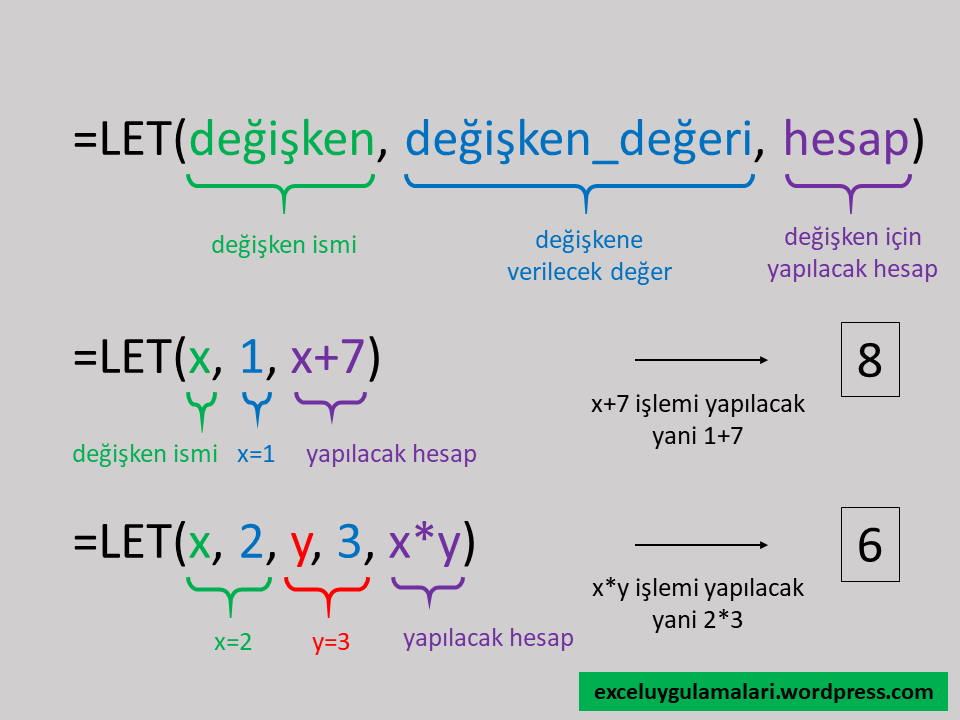 =LET(değişken, değişken_değeri, hesap)
değişken ismi
değişkene
verilecek değer
değişken için
yapılacak hesap
=LET(x, 1, x+7)
değişken ismi
x=1
yapılacak hesap
x+7 işlemi yapılacak
yani 1+7
8
=LET(x, 2, y, 3, x*y)
x=2
y=3
yapılacak hesap
x*y işlemi yapılacak
yani 2*3
6
exceluygulamalari.wordpress.com